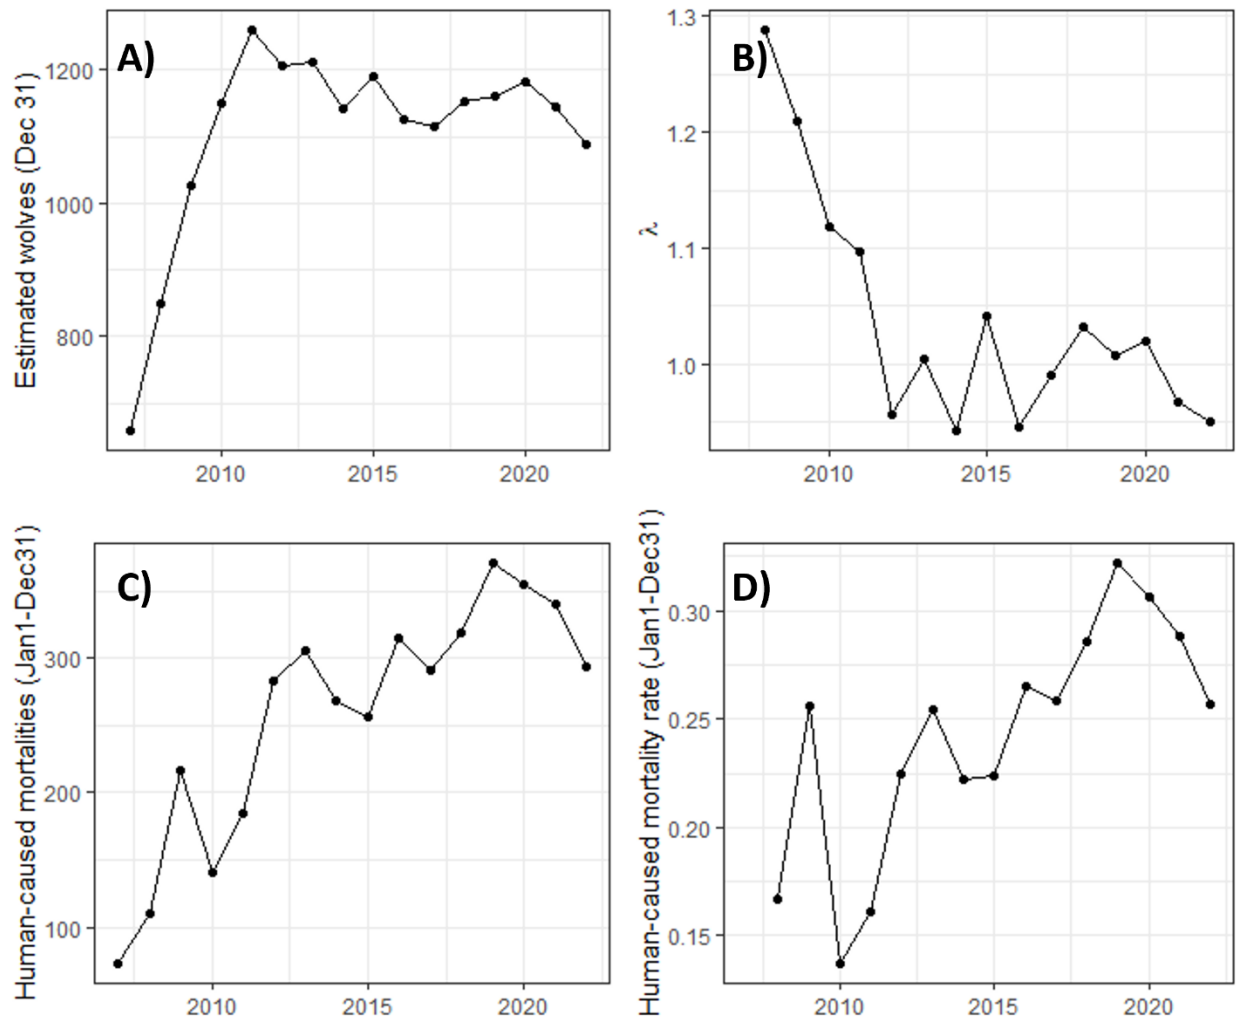 A)
Estimated wolves (Dec 31)
1200
1000
800
2010 2015 2020
B)
λ
1.3
1.2
1.1
1.0
2010 2015 2020
C)
Human-caused mortalities (Jan1-Dec31)
300
200
100
2010 2015 2020
D)
Human-caused mortality rate (Jan1-Dec31)
0.30
0.25
0.20
0.15
2010 2015 2020